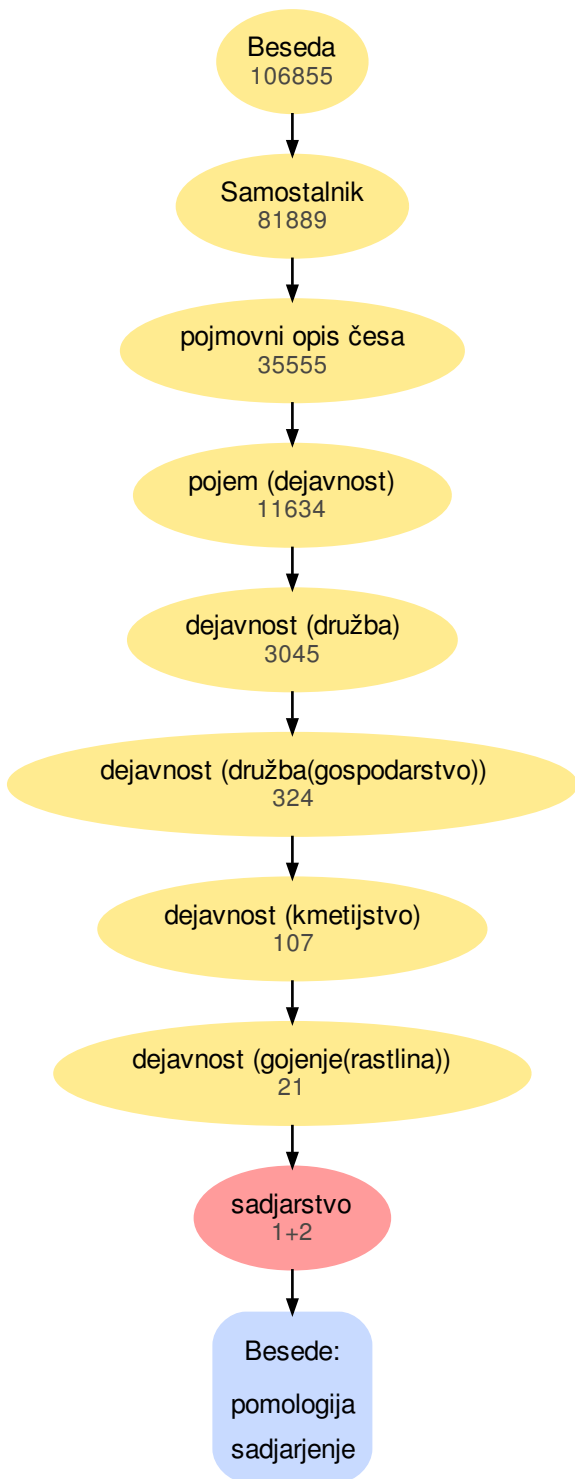 Beseda
106855
Samostalnik
81889
pojmovni opis česa
35555
pojem (dejavnost)
11634
dejavnost (družba)
3045
dejavnost (družba(gospodarstvo))
324
dejavnost (kmetijstvo)
107
dejavnost (gojenje(rastlina))
21
sadjarstvo
1+2
Besede:
pomologija
sadjarjenje